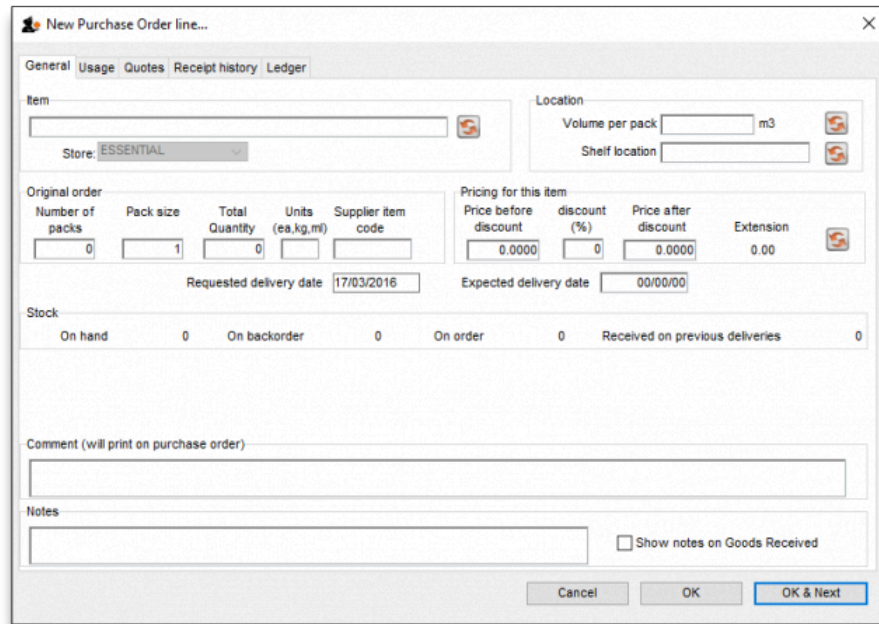 New Purchase Order line...
General Usage Quotes Receipt history Ledger
Item
Store: ESSENTIAL
Location
Volume per pack m3
Shelf location
Original order
Number of packs
Pack size
Total Quantity
Units (ea,kg,ml)
Supplier item code
0 1 0
Pricing for this item
Price before discount
discount (%)
Price after discount
Extension
0.0000 0 0.0000 0.00
Requested delivery date 17/03/2016 Expected delivery date 00/00/00
Stock
On hand 0 On backorder 0 On order 0 Received on previous deliveries 0
Comment (will print on purchase order)
Notes
Show notes on Goods Received
Cancel OK OK & Next